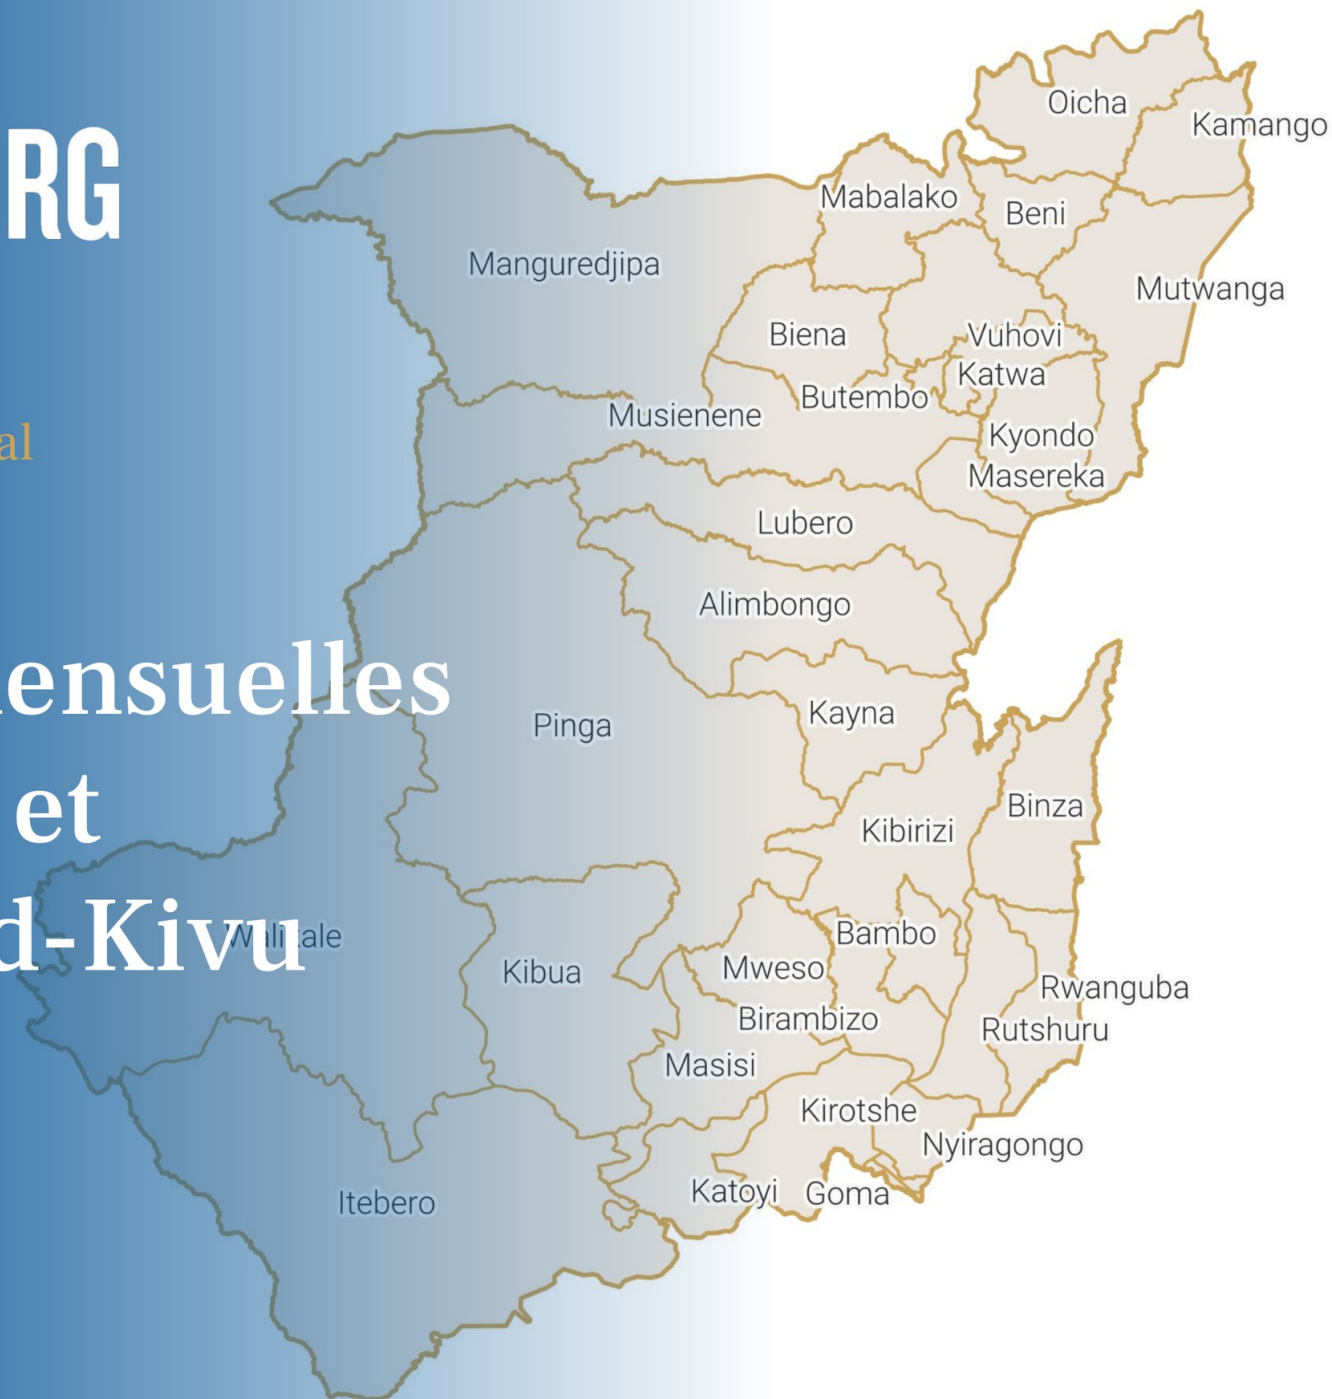 RG
al
ensuelles
et
d-Kivu
Oicha
Kamango
Mabalako
Beni
Manguredjipa
Mutwanga
Biena
Vuhovi
Katwa
Butembo
Musienene
Kyondo
Masereka
Lubero
Alimbongo
Kayna
Pinga
Binza
Kibirizi
Bambo
Walikale
Mweso
Kibua
Rwanguba
Birambizo
Rutshuru
Masisi
Kirotshe
Nyiragongo
Katoyi
Goma
Itebero